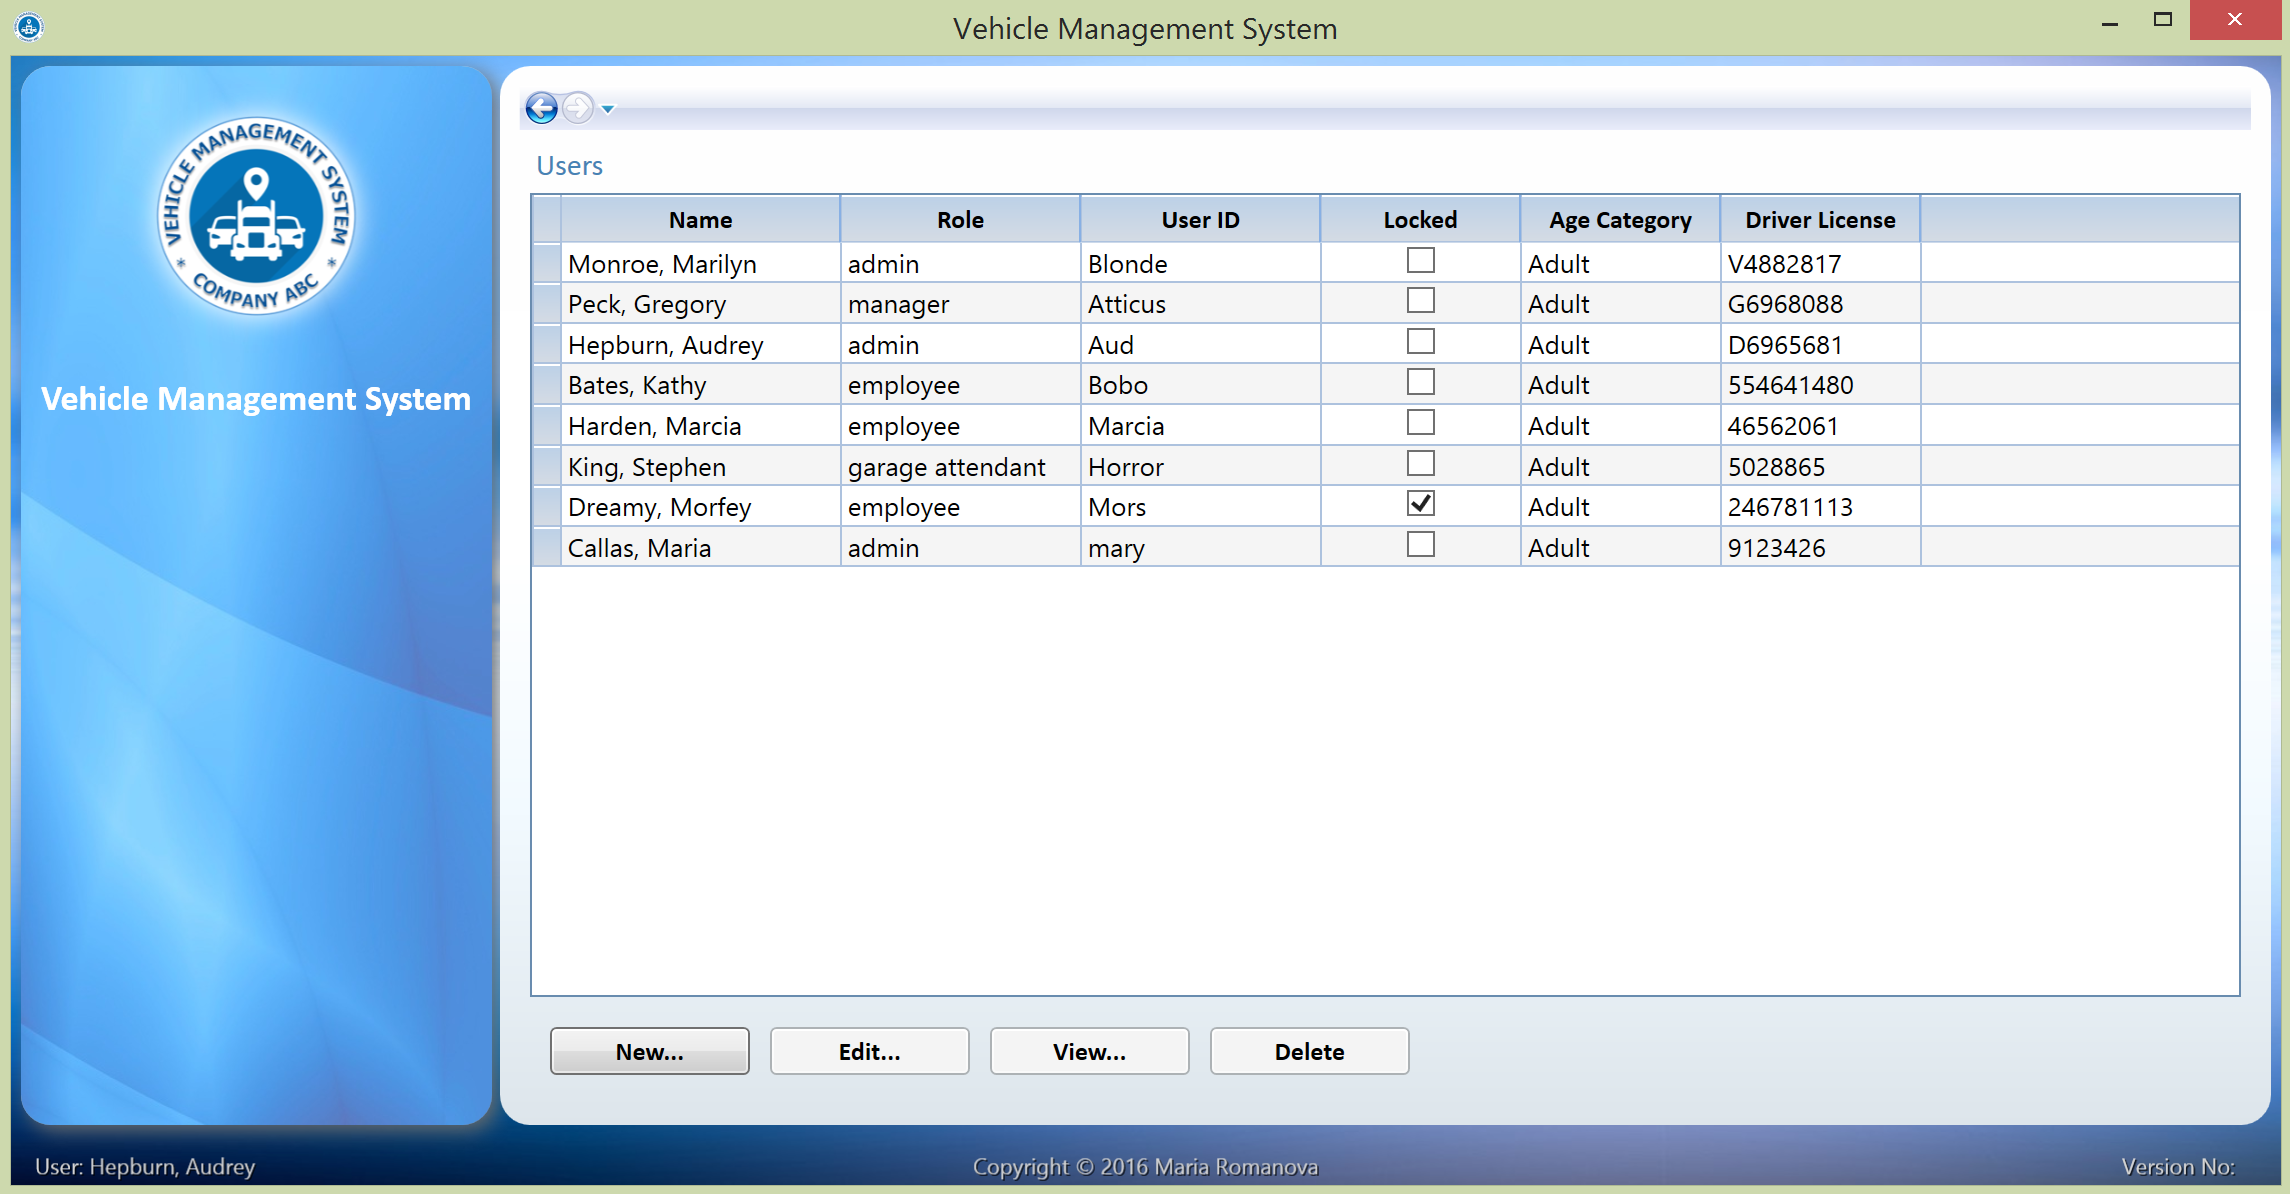 Vehicle Management System
VEHICLE MANAGEMENT SYSTEM
* COMPANY ABC *
Vehicle Management System
Users
Name Role User ID Locked Age Category Driver License
Monroe, Marilyn admin Blonde Adult V4882817
Peck, Gregory manager Atticus Adult G6968088
Hepburn, Audrey admin Aud Adult D6965681
Bates, Kathy employee Bobo Adult 554641480
Harden, Marcia employee Marcia Adult 46562061
King, Stephen garage attendant Horror Adult 5028865
Dreamy, Morfey employee Mors Adult 246781113
Callas, Maria admin mary Adult 9123426
New... Edit... View... Delete
User: Hepburn, Audrey Copyright © 2016 Maria Romanova Version No: